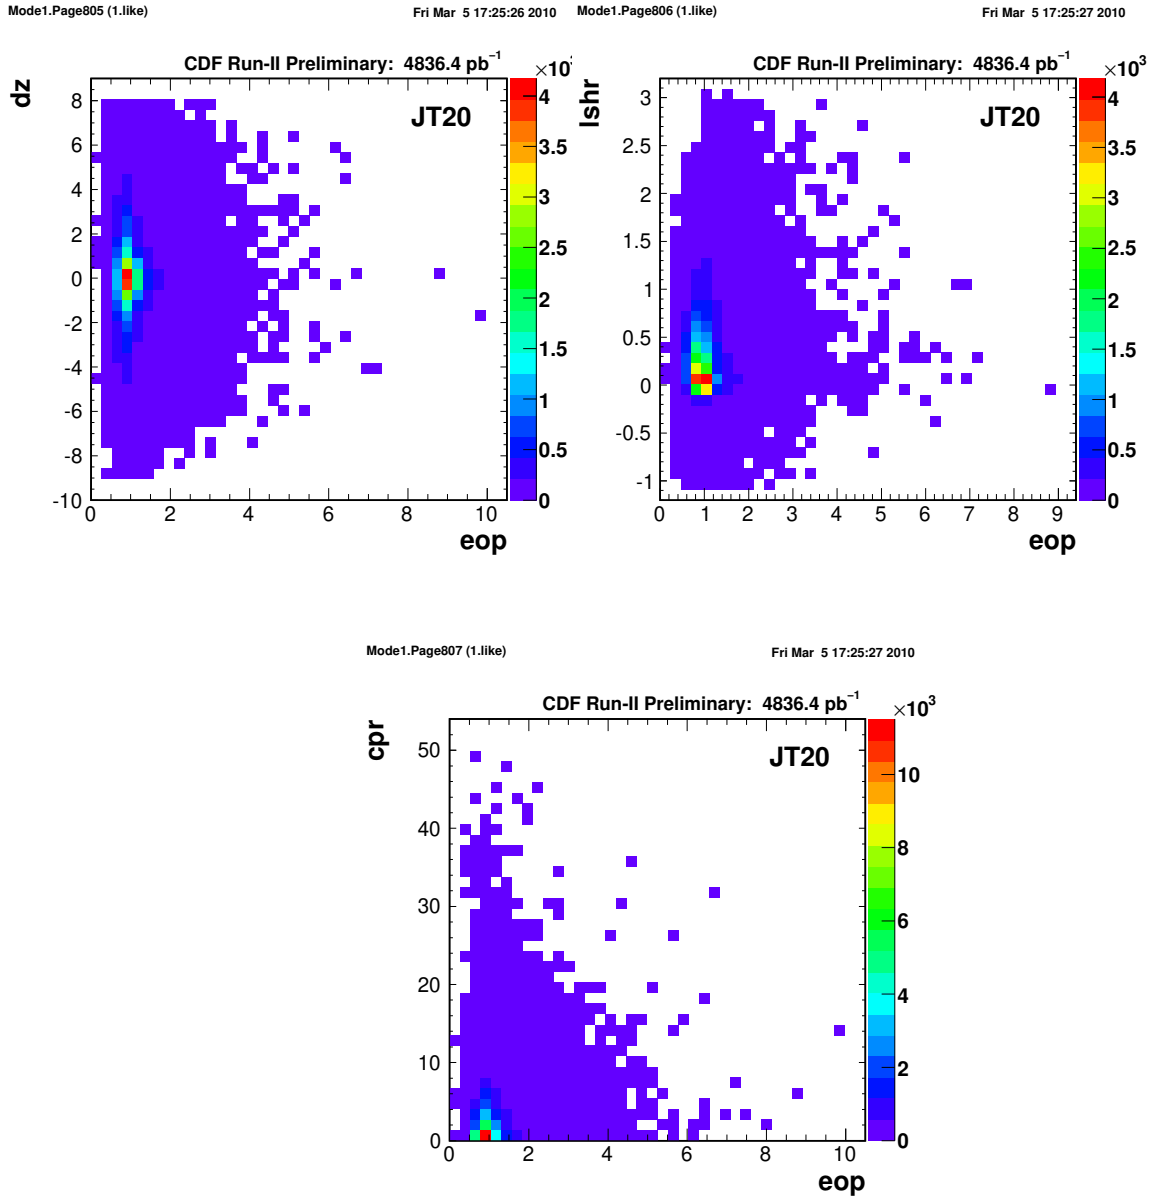 Mode1.Page805 (1.like)
Fri Mar 5 17:25:26 2010
CDF Run-II Preliminary: 4836.4 pb⁻¹
JT20
dz
8
6
4
2
0
-2
-4
-6
-8
-10
0 2 4 6 8 10
eop
×10³
4
3.5
3
2.5
2
1.5
1
0.5
0
Mode1.Page806 (1.like)
Fri Mar 5 17:25:27 2010
CDF Run-II Preliminary: 4836.4 pb⁻¹
JT20
lshr
3
2.5
2
1.5
1
0.5
0
-0.5
-1
0 1 2 3 4 5 6 7 8 9
eop
×10³
4
3.5
3
2.5
2
1.5
1
0.5
0
Mode1.Page807 (1.like)
Fri Mar 5 17:25:27 2010
CDF Run-II Preliminary: 4836.4 pb⁻¹
JT20
cpr
50
40
30
20
10
0
0 2 4 6 8 10
eop
×10³
10
8
6
4
2
0